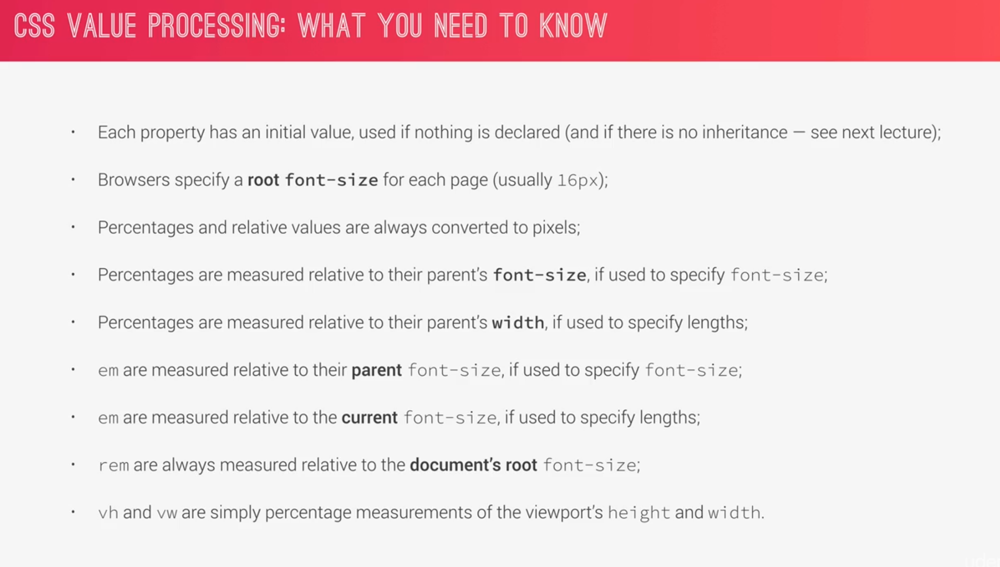 CSS VALUE PROCESSING: WHAT YOU NEED TO KNOW
• Each property has an initial value, used if nothing is declared (and if there is no inheritance — see next lecture);
• Browsers specify a root font-size for each page (usually 16px);
• Percentages and relative values are always converted to pixels;
• Percentages are measured relative to their parent's font-size, if used to specify font-size;
• Percentages are measured relative to their parent's width, if used to specify lengths;
• em are measured relative to their parent font-size, if used to specify font-size;
• em are measured relative to the current font-size, if used to specify lengths;
• rem are always measured relative to the document's root font-size;
• vh and vw are simply percentage measurements of the viewport's height and width.